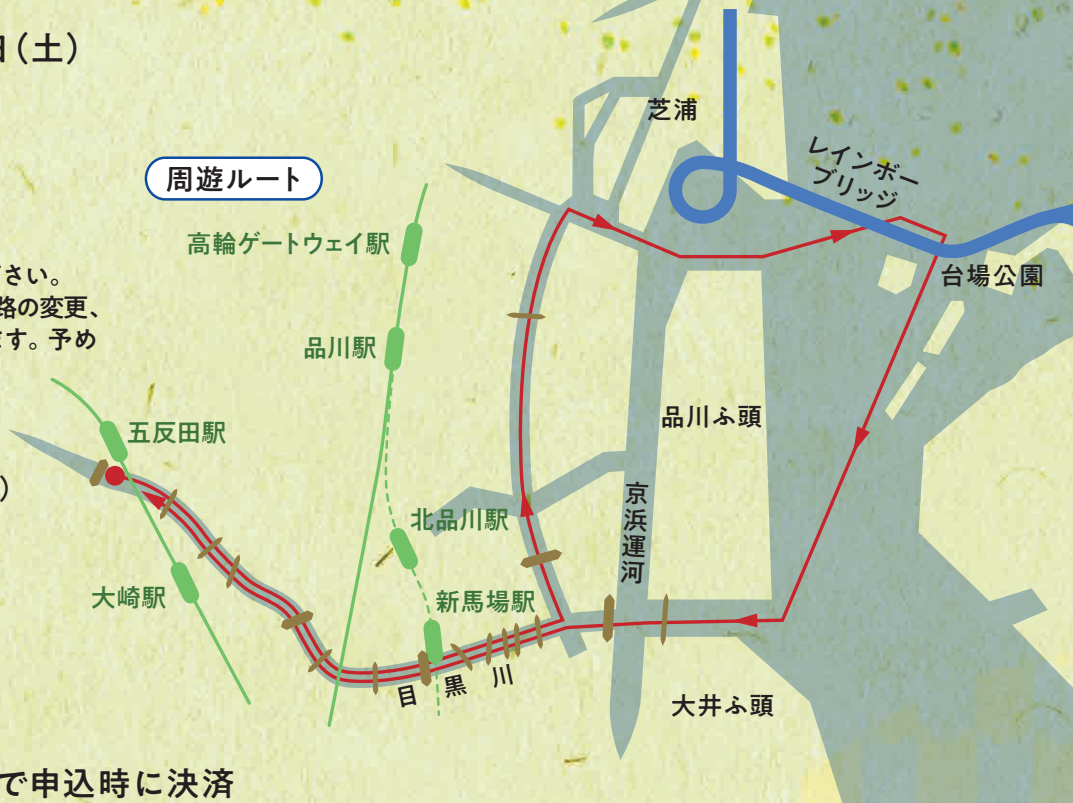 (土)
周遊ルート
さい。
路の変更、
ます。予め
)
で申込時に決済
芝浦
レインボー
ブリッジ
高輪ゲートウェイ駅
台場公園
品川駅
品川ふ頭
五反田駅
京浜運河
北品川駅
大崎駅
新馬場駅
目黒川
大井ふ頭